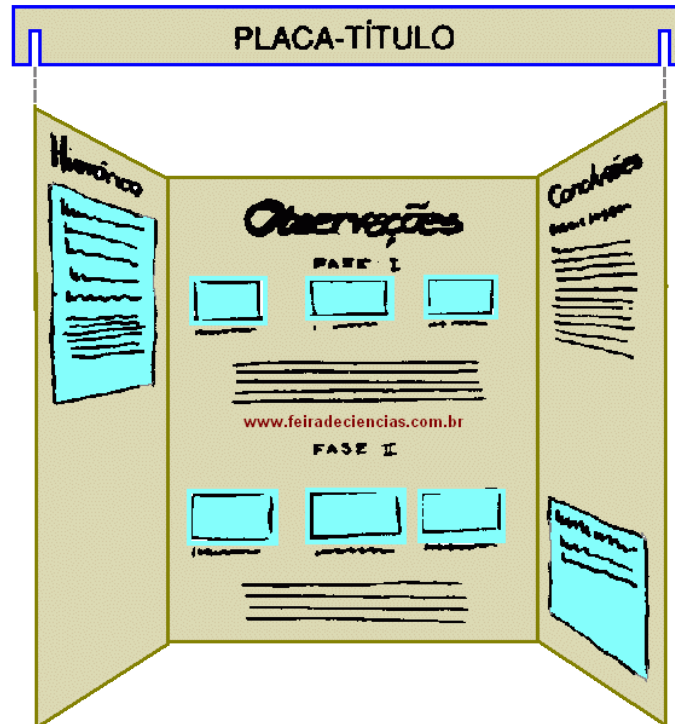 PLACA-TÍTULO
Histórico
Observações
Conclusões
FASE I
www.feiradeciencias.com.br
FASE II